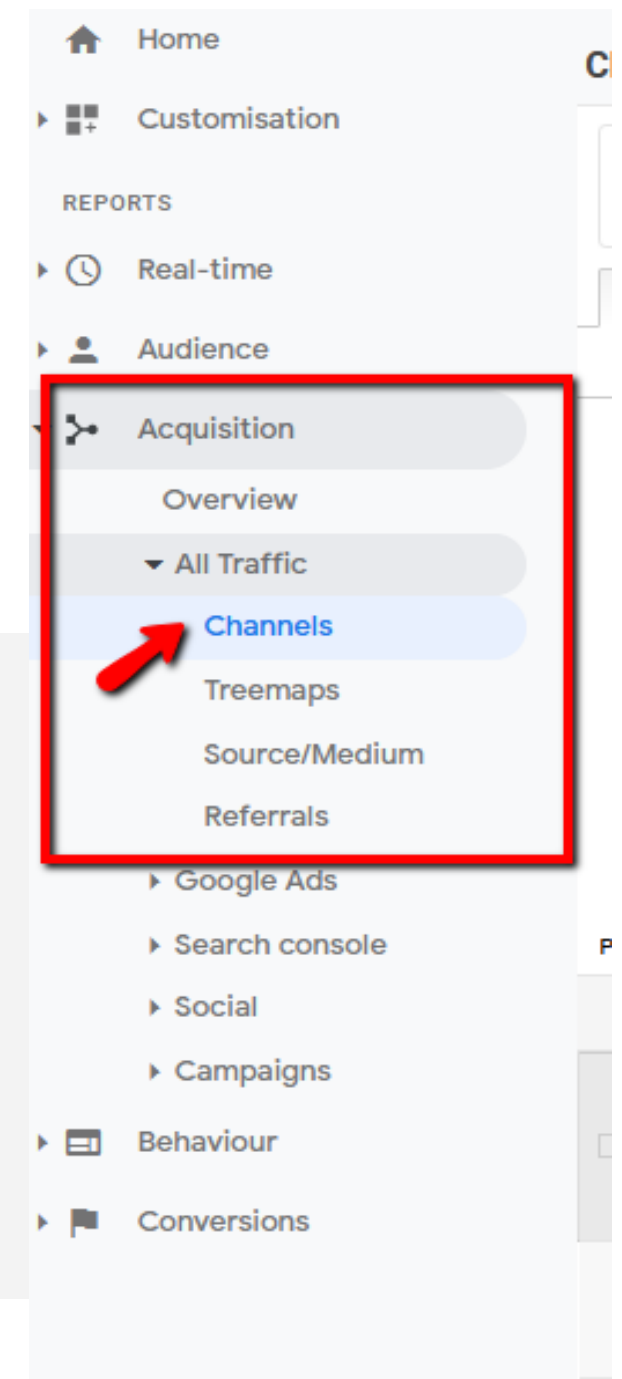 Home
Customisation
REPORTS
Real-time
Audience
Acquisition
Overview
All Traffic
Channels
Treemaps
Source/Medium
Referrals
Google Ads
Search console
Social
Campaigns
Behaviour
Conversions